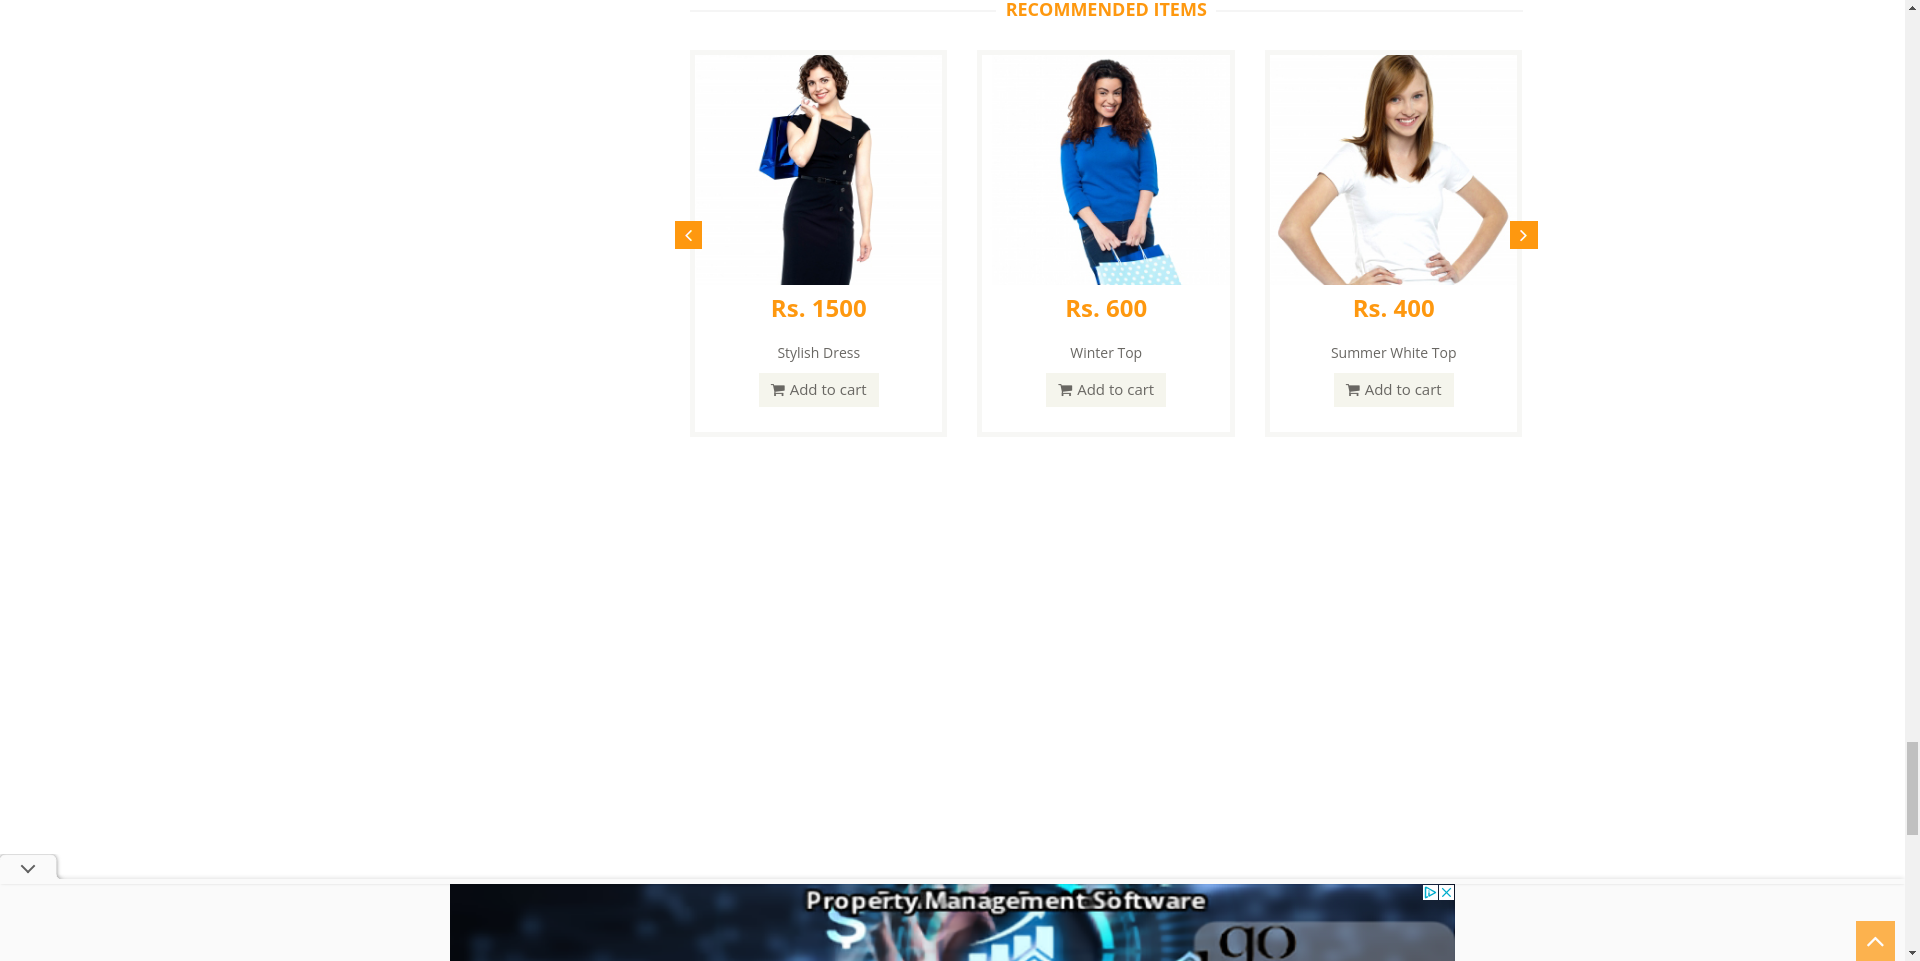 RECOMMENDED ITEMS
Rs. 1500
Rs. 600
Rs. 400
Stylish Dress
Winter Top
Summer White Top
Add to cart
Add to cart
Add to cart
Property Management Software
$
qo